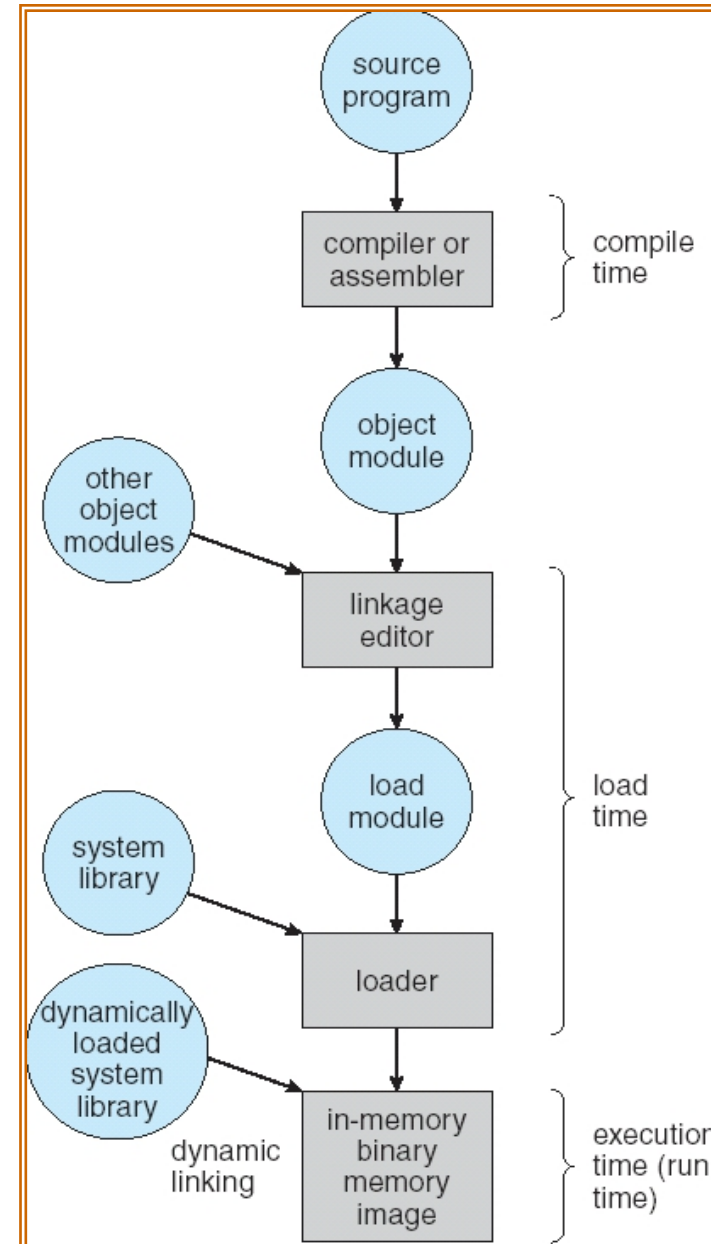 source
program
compiler or
assembler
compile
time
object
module
other
object
modules
linkage
editor
load
module
load
time
system
library
loader
dynamically
loaded
system
library
dynamic
linking
in-memory
binary
memory
image
execution
time (run
time)